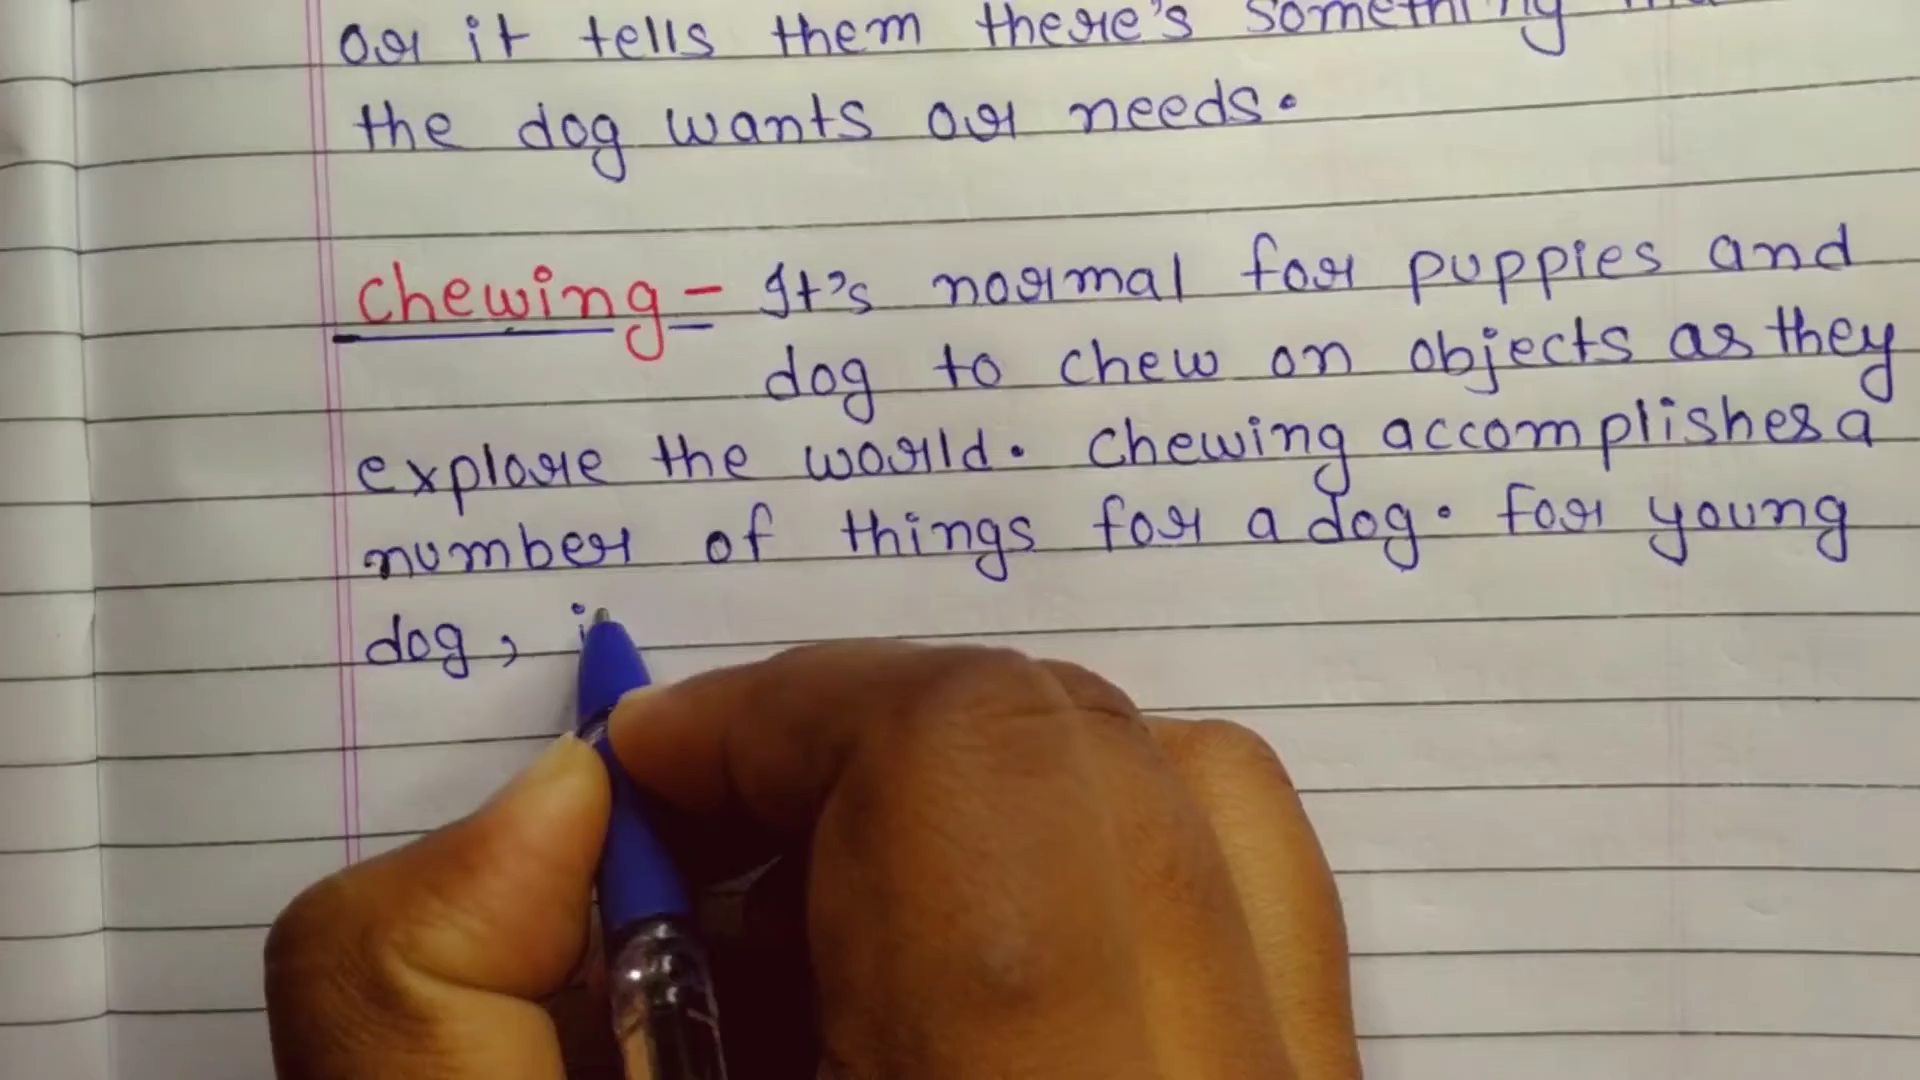 or it tells them there's something
the dog wants or needs.
Chewing - It's normal for puppies and
dog to chew on objects as they
explore the world. Chewing accomplishes a
number of things for a dog. For young
dog, i